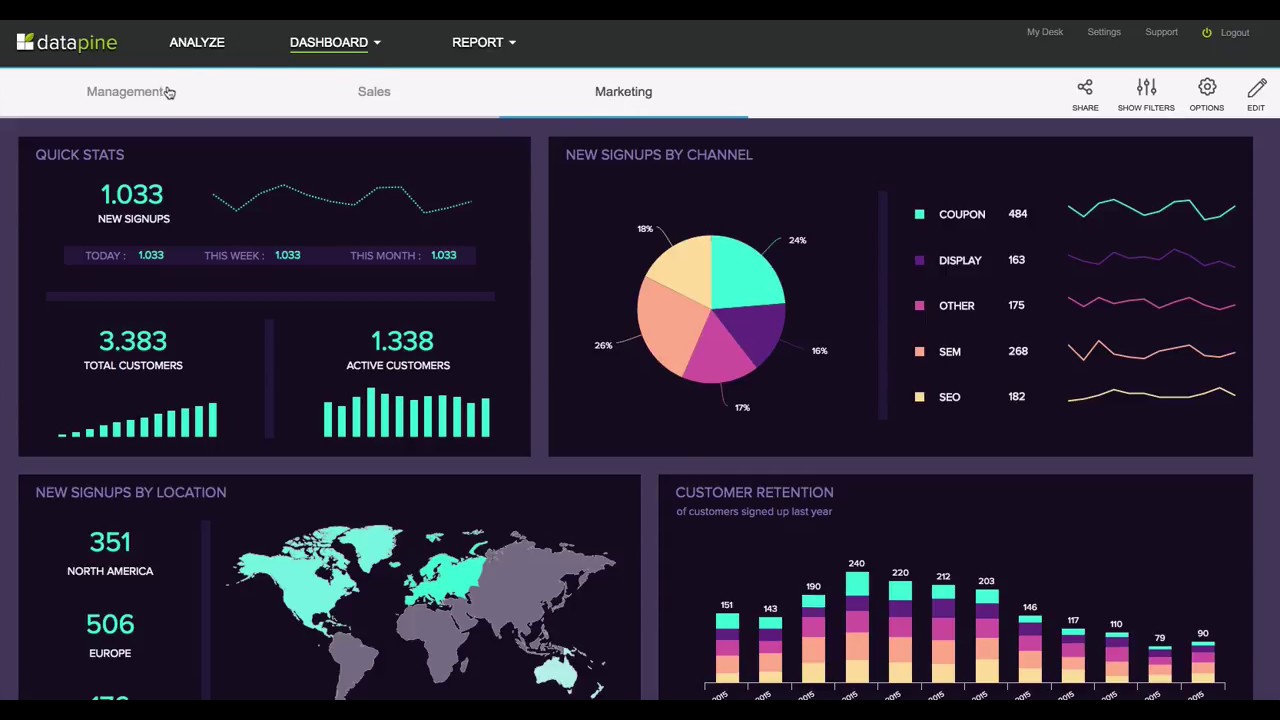 datapine
ANALYZE
DASHBOARD
REPORT
My Desk
Settings
Support
Logout
Management
Sales
Marketing
SHARE
SHOW FILTERS
OPTIONS
EDIT
QUICK STATS
1.033
NEW SIGNUPS
TODAY : 1.033 THIS WEEK : 1.033 THIS MONTH : 1.033
3.383
TOTAL CUSTOMERS
1.338
ACTIVE CUSTOMERS
NEW SIGNUPS BY CHANNEL
18%
24%
26%
16%
17%
COUPON 484
DISPLAY 163
OTHER 175
SEM 268
SEO 182
NEW SIGNUPS BY LOCATION
351
NORTH AMERICA
506
EUROPE
CUSTOMER RETENTION
of customers signed up last year
151 143 190 240 220 212 203 146 117 110 79 90